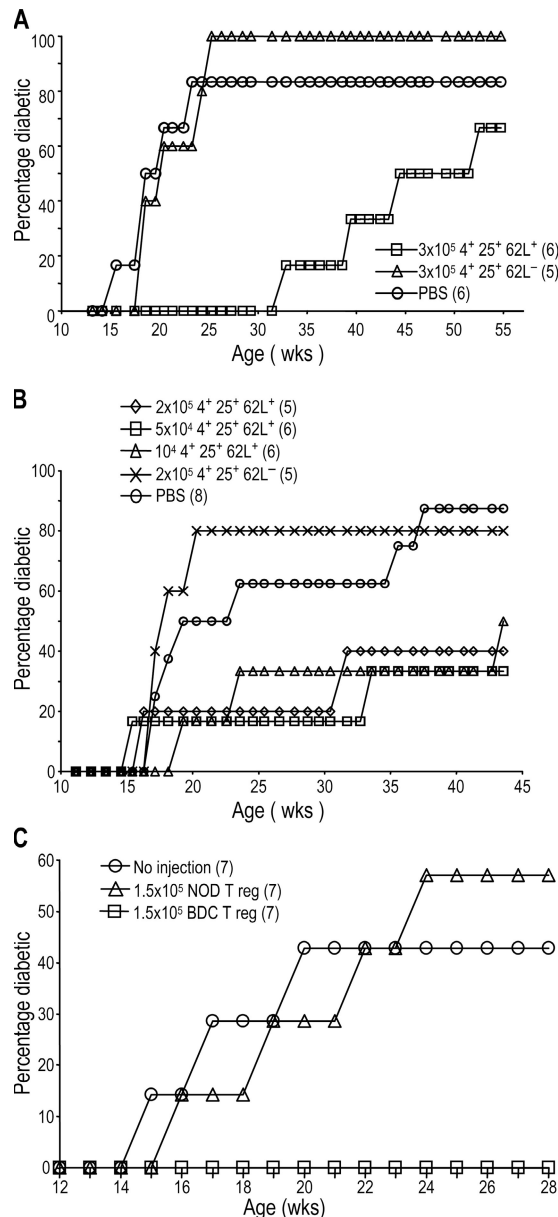 A
Percentage diabetic
100
80
60
40
20
0
3x10⁵ 4⁺ 25⁺ 62L⁺ (6)
3x10⁵ 4⁺ 25⁺ 62L⁻ (5)
PBS (6)
10 15 20 25 30 35 40 45 50 55
Age ( wks )
B
2x10⁵ 4⁺ 25⁺ 62L⁺ (5)
5x10⁴ 4⁺ 25⁺ 62L⁺ (6)
10⁴ 4⁺ 25⁺ 62L⁺ (6)
2x10⁵ 4⁺ 25⁺ 62L⁻ (5)
PBS (8)
Percentage diabetic
100
80
60
40
20
0
10 15 20 25 30 35 40 45
Age ( wks )
C
Percentage diabetic
60
50
40
30
20
10
0
No injection (7)
1.5x10⁵ NOD T reg (7)
1.5x10⁵ BDC T reg (7)
12 14 16 18 20 22 24 26 28
Age (wks)